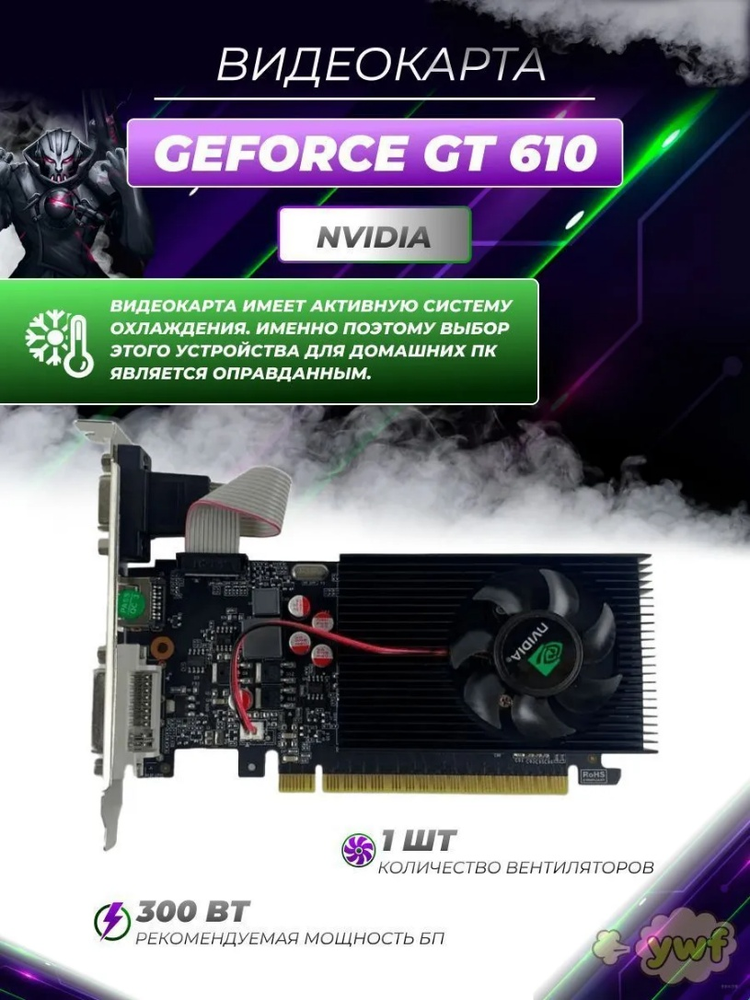 ВИДЕОКАРТА
GEFORCE GT 610
NVIDIA
ВИДЕОКАРТА ИМЕЕТ АКТИВНУЮ СИСТЕМУ
ОХЛАЖДЕНИЯ. ИМЕННО ПОЭТОМУ ВЫБОР
ЭТОГО УСТРОЙСТВА ДЛЯ ДОМАШНИХ ПК
ЯВЛЯЕТСЯ ОПРАВДАННЫМ.
PASS
NVIDIA
RoHS
1 ШТ
КОЛИЧЕСТВО ВЕНТИЛЯТОРОВ
300 ВТ
РЕКОМЕНДУЕМАЯ МОЩНОСТЬ БП
ywf